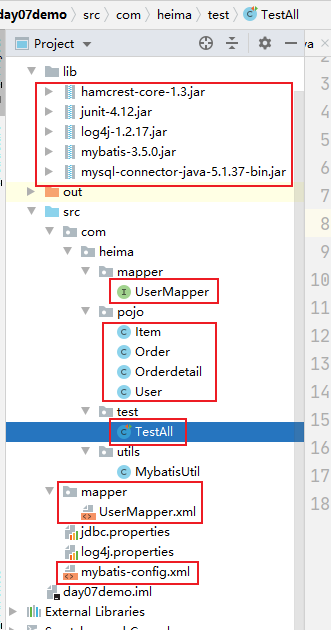 day07demo › src › com › heima › test › TestAll
Project
va
lib
hamcrest-core-1.3.jar
junit-4.12.jar
log4j-1.2.17.jar
mybatis-3.5.0.jar
mysql-connector-java-5.1.37-bin.jar
out
src
com
heima
mapper
I UserMapper
pojo
C Item
C Order
C Orderdetail
C User
test
C TestAll
utils
C MybatisUtil
mapper
UserMapper.xml
jdbc.properties
log4j.properties
mybatis-config.xml
day07demo.iml
External Libraries
2
3
4
5
6
7
8
9
10
11
12
13
14
15
16
17
18